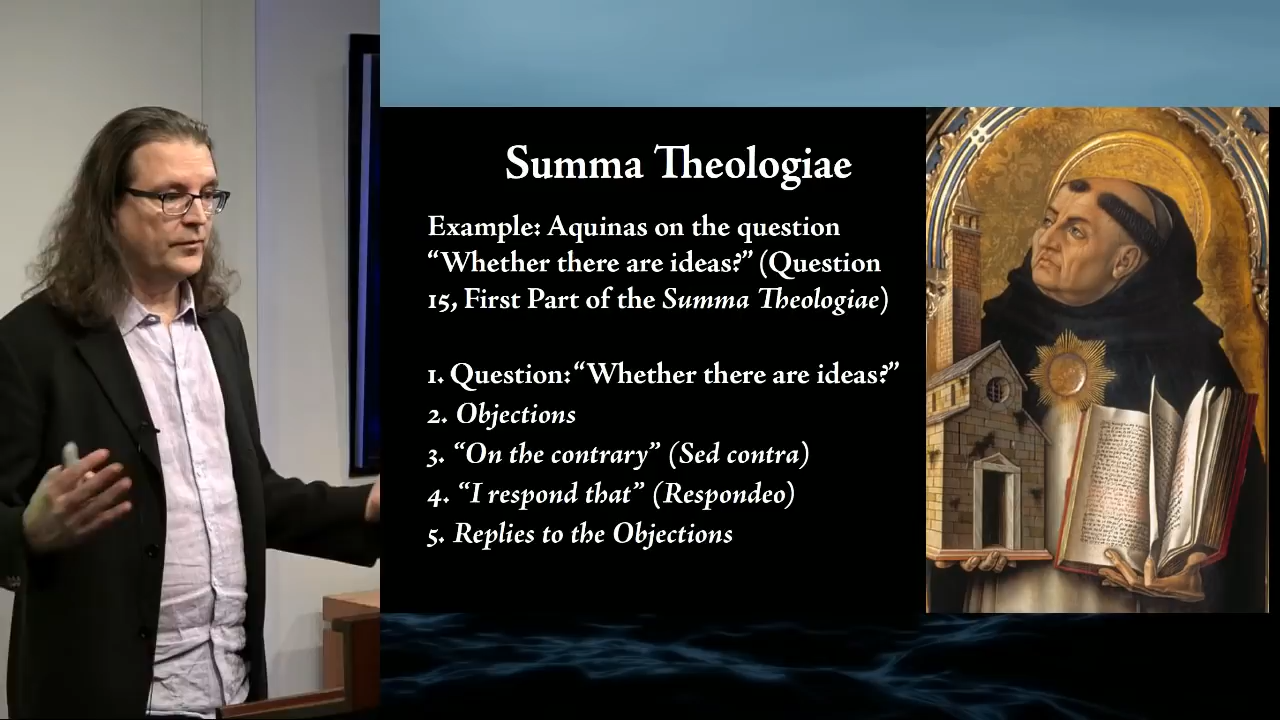 Summa Theologiae
Example: Aquinas on the question
“Whether there are ideas?” (Question
15, First Part of the Summa Theologiae)
1. Question: “Whether there are ideas?”
2. Objections
3. “On the contrary” (Sed contra)
4. “I respond that” (Respondeo)
5. Replies to the Objections